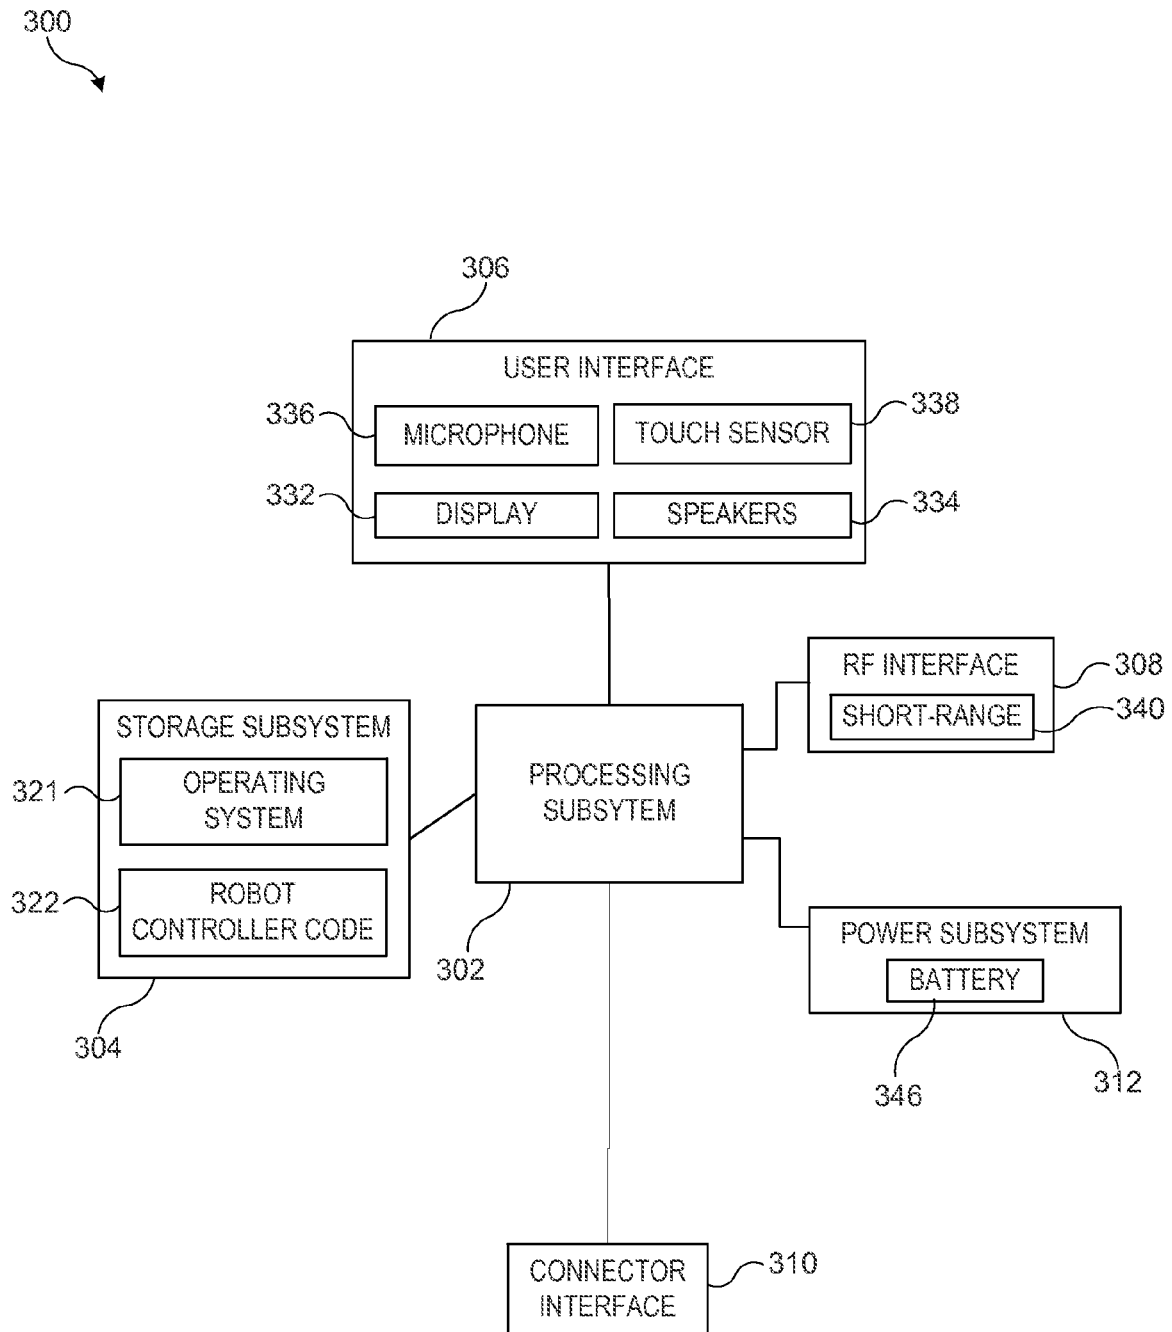 300
306
USER INTERFACE
336
MICROPHONE
TOUCH SENSOR
338
332
DISPLAY
SPEAKERS
334
RF INTERFACE
308
SHORT-RANGE
340
STORAGE SUBSYSTEM
321
OPERATING
SYSTEM
322
ROBOT
CONTROLLER CODE
304
PROCESSING
SUBSYTEM
302
POWER SUBSYSTEM
BATTERY
346
312
CONNECTOR
INTERFACE
310